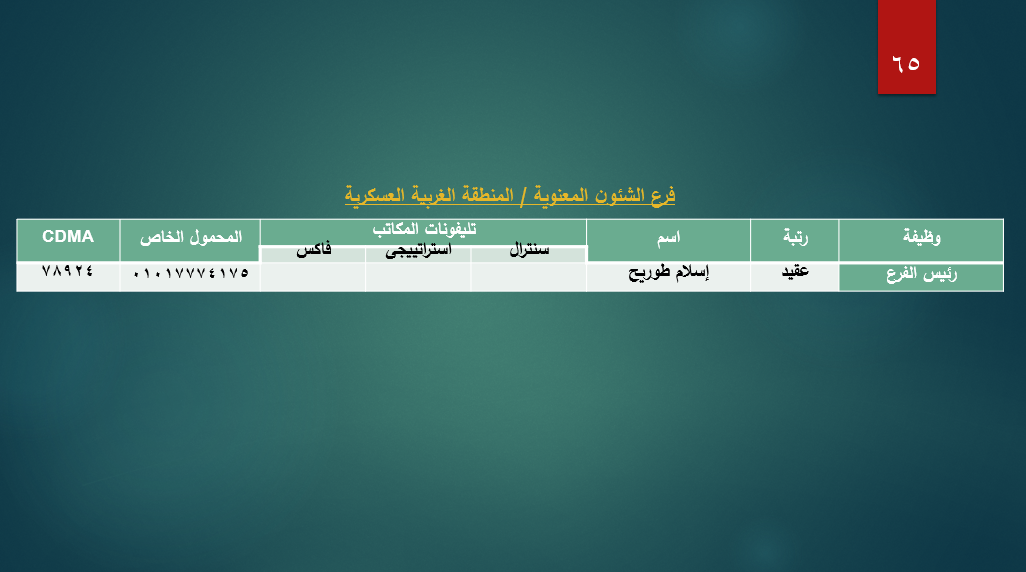 ٦٥
فرع الشئون المعنوية / المنطقة الغربية العسكرية
وظيفة رتبة اسم تليفونات المكاتب المحمول الخاص CDMA
سنترال استراتييجى فاكس
رئيس الفرع عقيد إسلام طوريح ٠١٠١٧٧٧٤١٧٥ ٧٨٩٢٤